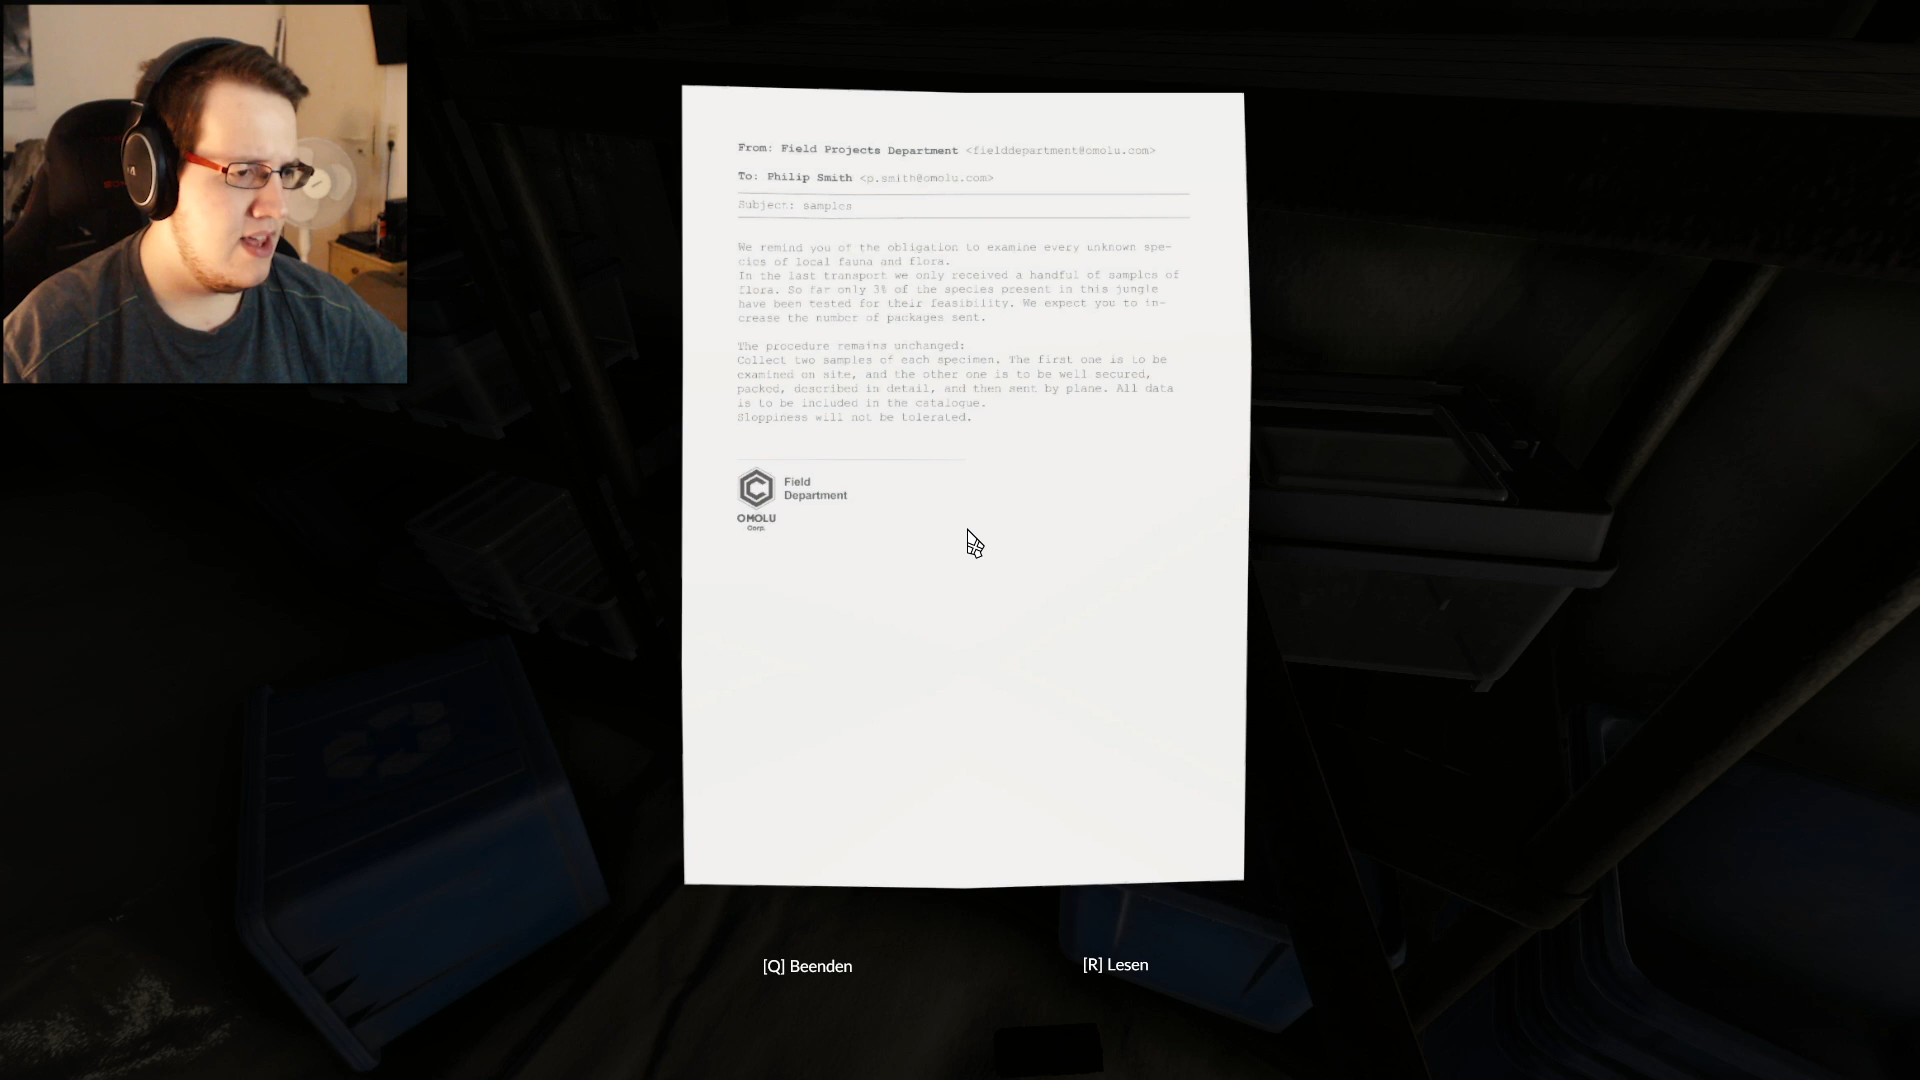 From: Field Projects Department <fielddepartment@omolu.com>
To: Philip Smith <p.smith@omolu.com>
Subject: samples
We remind you of the obligation to examine every unknown spe-
cies of local fauna and flora.
In the last transport we only received a handful of samples of
flora. So far only 3% of the species present in this jungle
have been tested for their feasibility. We expect you to in-
crease the number of packages sent.
The procedure remains unchanged:
Collect two samples of each specimen. The first one is to be
examined on site, and the other one is to be well secured,
packed, described in detail, and then sent by plane. All data
is to be included in the catalogue.
Sloppiness will not be tolerated.
Field
Department
OMOLU
Corp.
[Q] Beenden
[R] Lesen